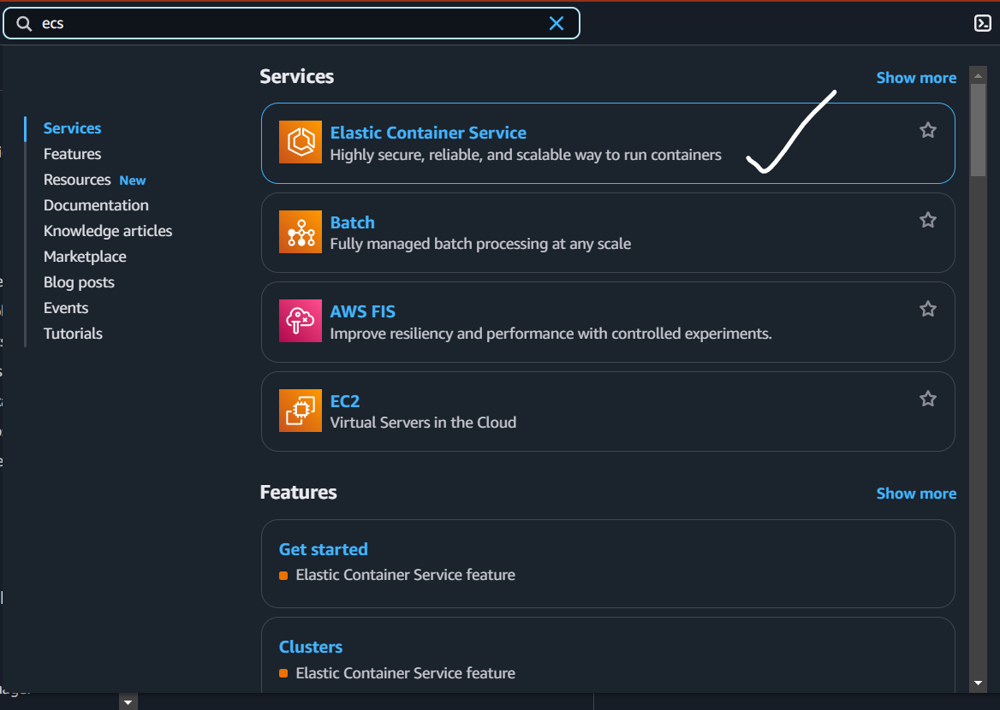 ecs
Services
Show more
Services
Features
Resources New
Documentation
Knowledge articles
Marketplace
Blog posts
Events
Tutorials
Elastic Container Service
Highly secure, reliable, and scalable way to run containers
Batch
Fully managed batch processing at any scale
AWS FIS
Improve resiliency and performance with controlled experiments.
EC2
Virtual Servers in the Cloud
Features
Show more
Get started
Elastic Container Service feature
Clusters
Elastic Container Service feature